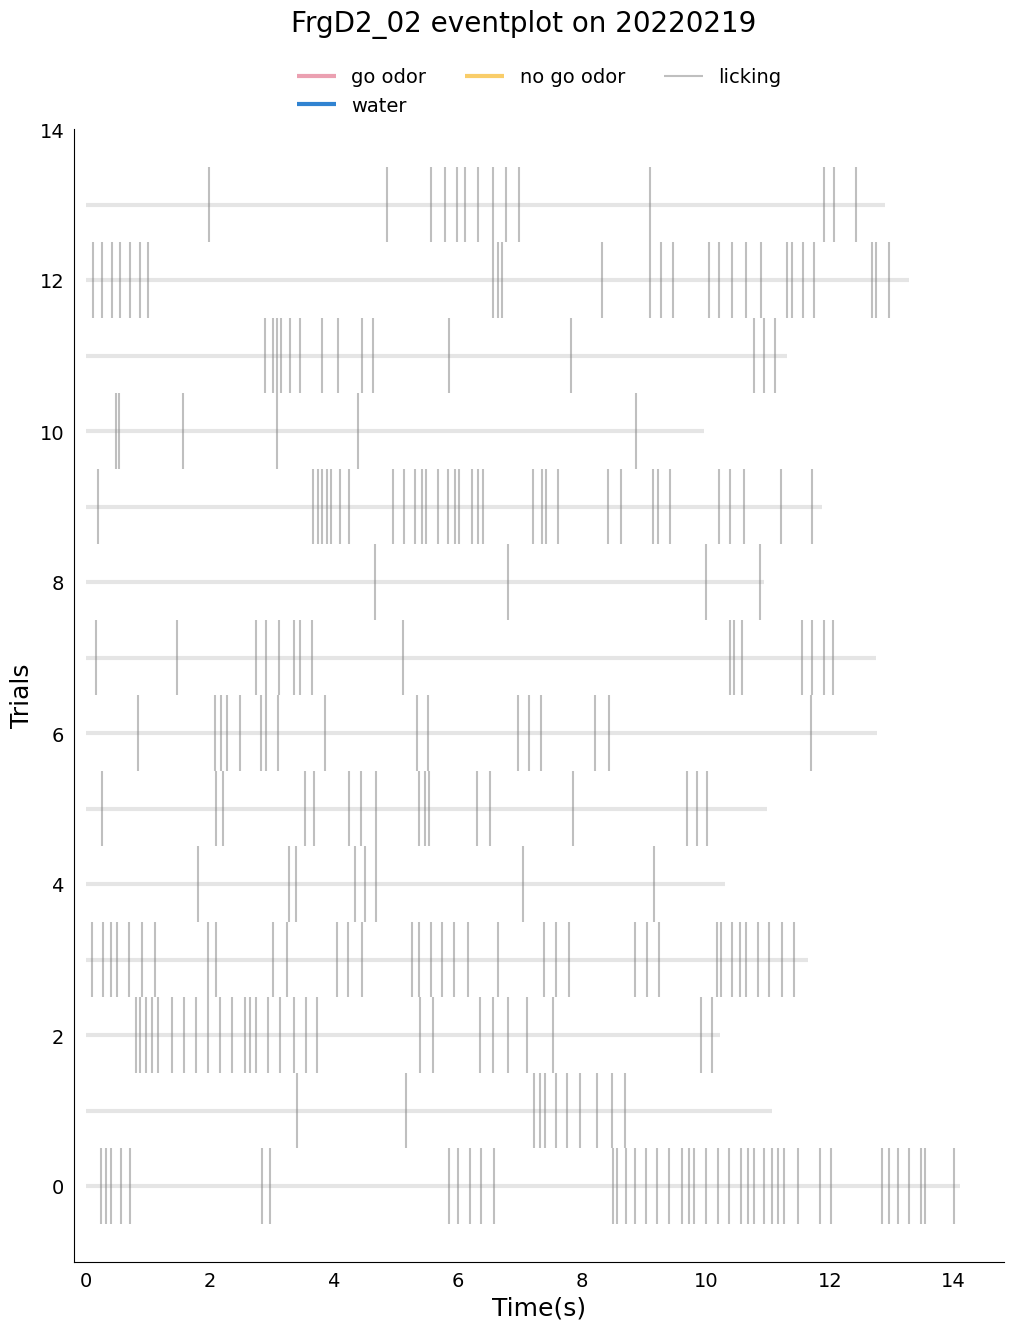 FrgD2_02 eventplot on 20220219
go odor
no go odor
licking
water
14
12
10
8
6
4
2
0
Trials
0 2 4 6 8 10 12 14
Time(s)